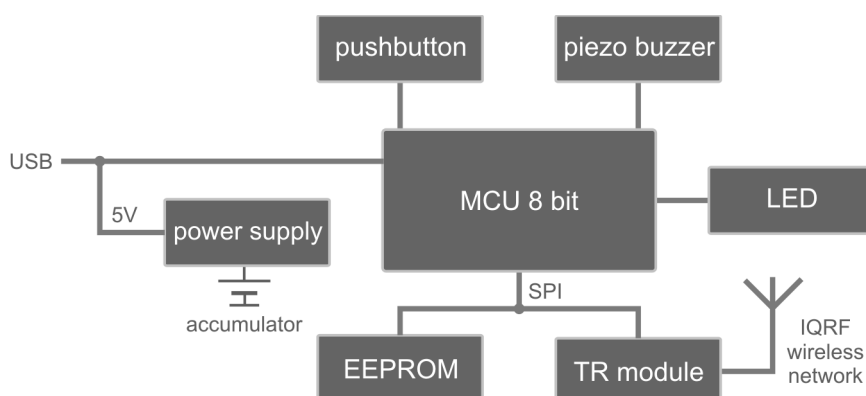 pushbutton
piezo buzzer
USB
MCU 8 bit
LED
5V
power supply
SPI
accumulator
IQRF
wireless
network
EEPROM
TR module